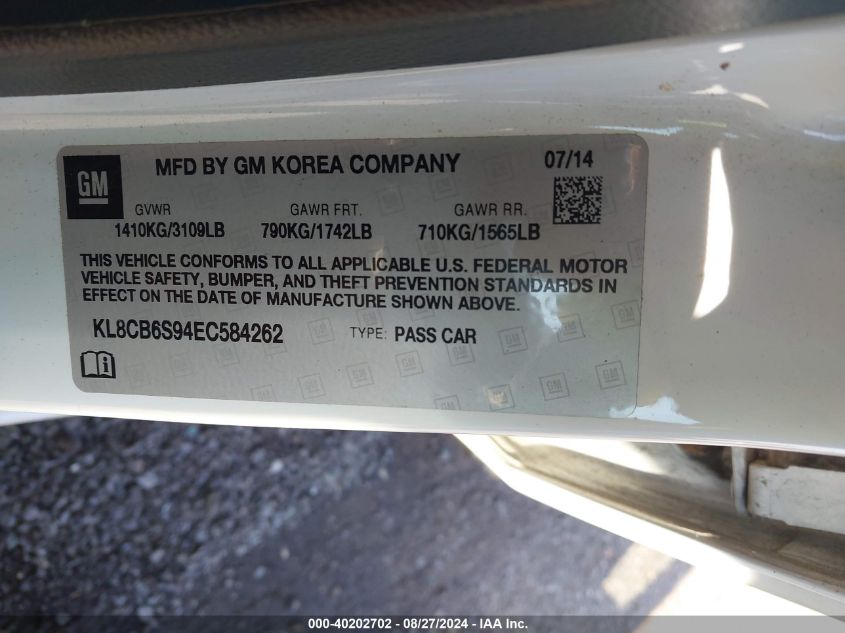 GM
MFD BY GM KOREA COMPANY 07/14
GVWR GAWR FRT. GAWR RR.
1410KG/3109LB 790KG/1742LB 710KG/1565LB
THIS VEHICLE CONFORMS TO ALL APPLICABLE U.S. FEDERAL MOTOR
VEHICLE SAFETY, BUMPER, AND THEFT PREVENTION STANDARDS IN
EFFECT ON THE DATE OF MANUFACTURE SHOWN ABOVE.
KL8CB6S94EC584262 TYPE: PASS CAR
000-40202702 - 08/27/2024 - IAA Inc.